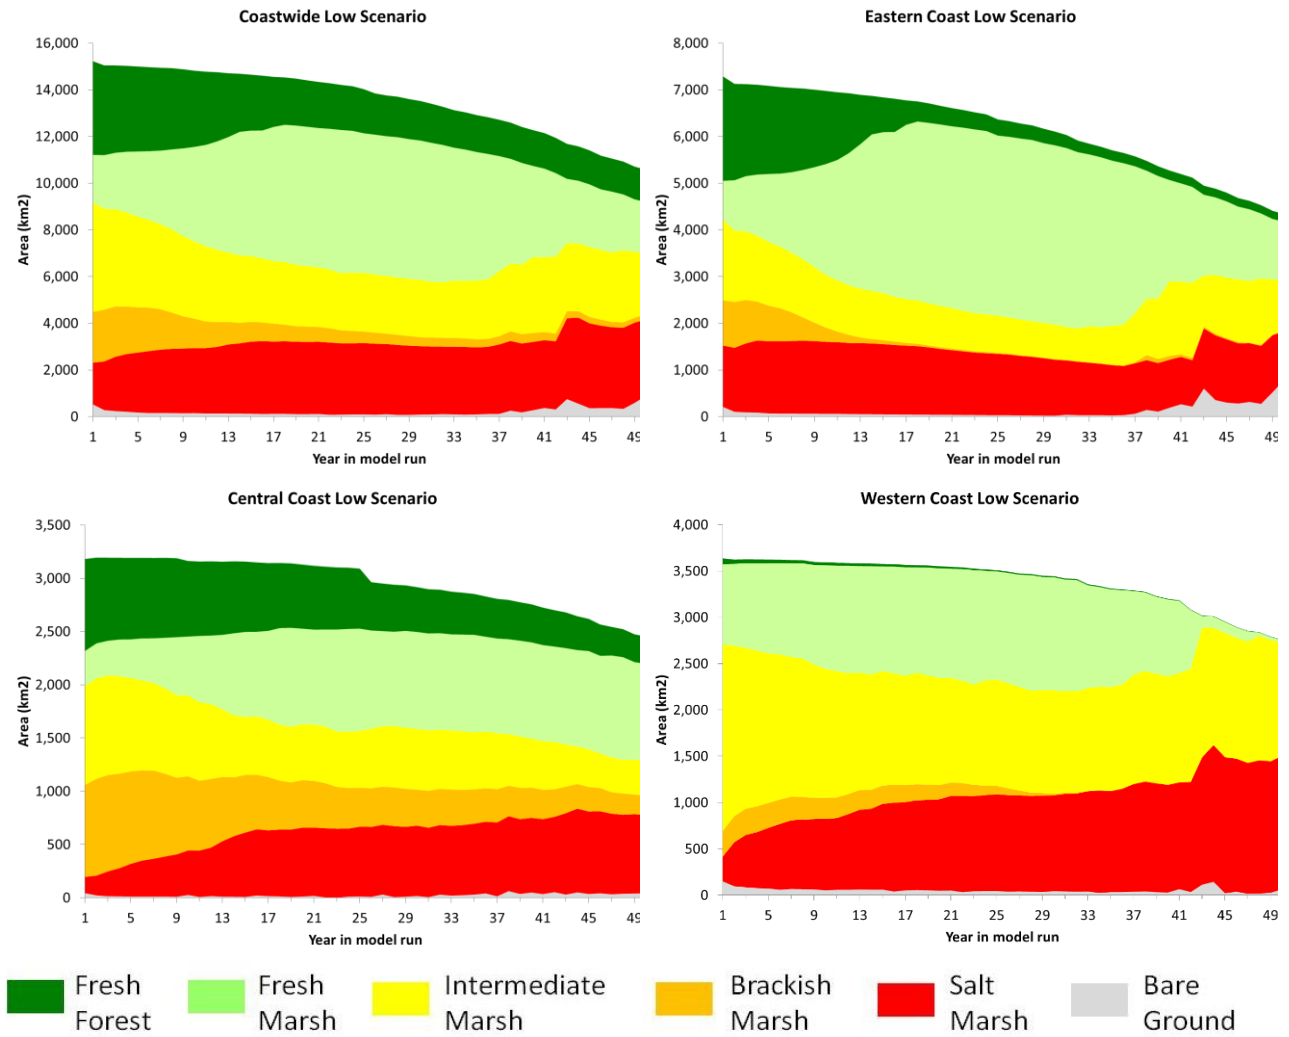 Coastwide Low Scenario
16,000
14,000
12,000
10,000
8,000
6,000
4,000
2,000
0
Area (km2)
1 5 9 13 17 21 25 29 33 37 41 45 49
Year in model run
Eastern Coast Low Scenario
8,000
7,000
6,000
5,000
4,000
3,000
2,000
1,000
0
Area (km2)
1 5 9 13 17 21 25 29 33 37 41 45 49
Year in model run
Central Coast Low Scenario
3,500
3,000
2,500
2,000
1,500
1,000
500
0
Area (km2)
1 5 9 13 17 21 25 29 33 37 41 45 49
Year in model run
Western Coast Low Scenario
4,000
3,500
3,000
2,500
2,000
1,500
1,000
500
0
Area (km2)
1 5 9 13 17 21 25 29 33 37 41 45 49
Year in model run
Fresh
Forest
Fresh
Marsh
Intermediate
Marsh
Brackish
Marsh
Salt
Marsh
Bare
Ground